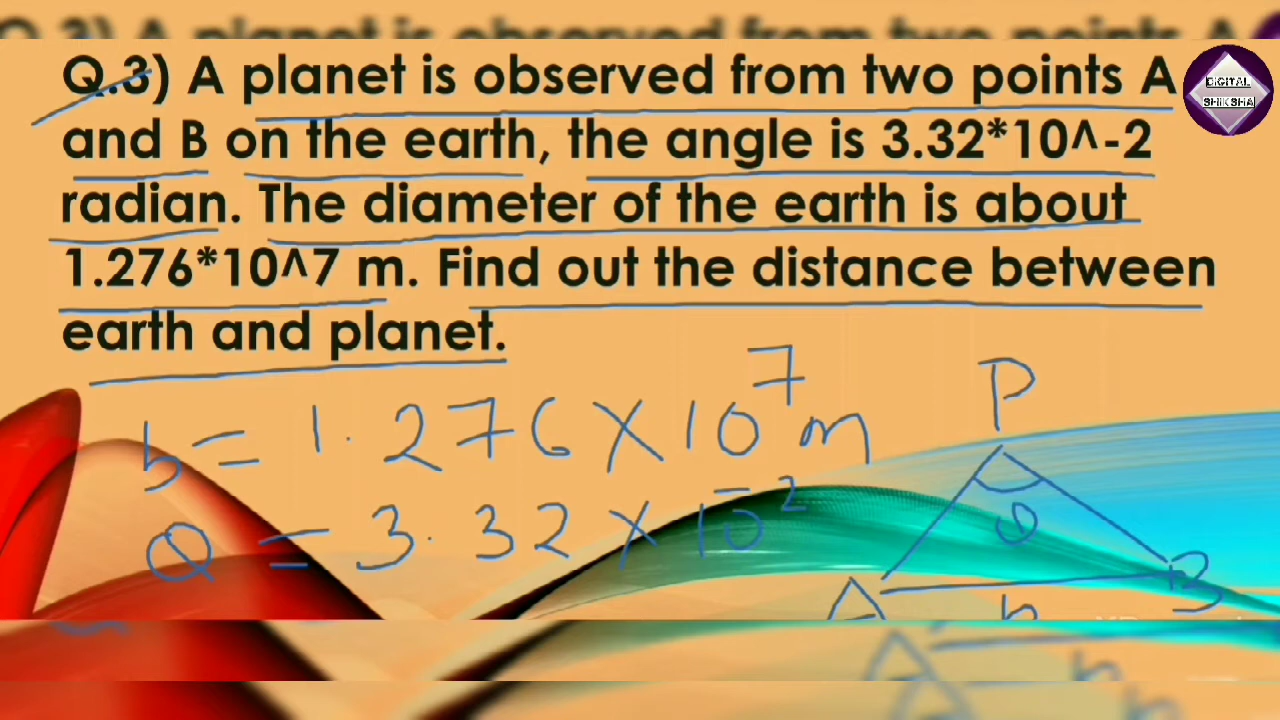 Q.3) A planet is observed from two points A
and B on the earth, the angle is 3.32*10^-2
radian. The diameter of the earth is about
1.276*10^7 m. Find out the distance between
earth and planet.
DIGITAL
SHIKSHA
b = 1.276 × 10^7 m
θ = 3.32 × 10^-2
P
θ
A
B
b